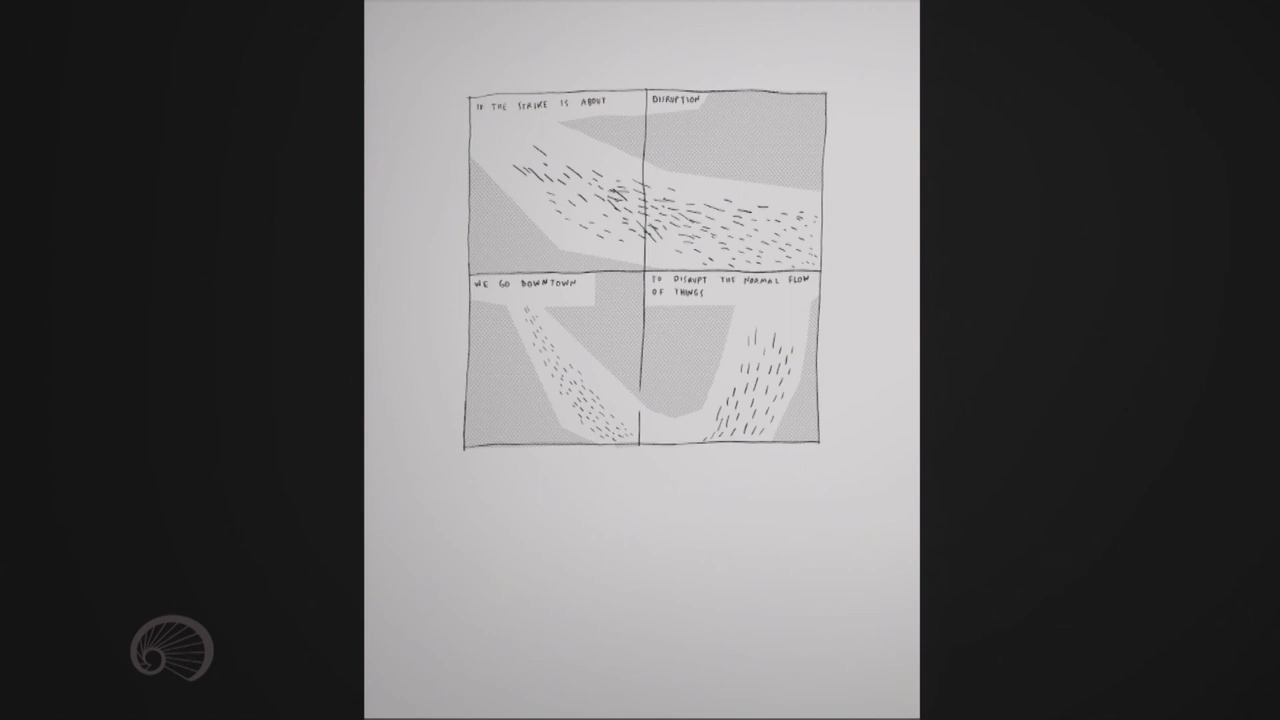 IF THE STRIKE IS ABOUT
DISRUPTION
WE GO DOWNTOWN
TO DISRUPT THE NORMAL FLOW
OF THINGS